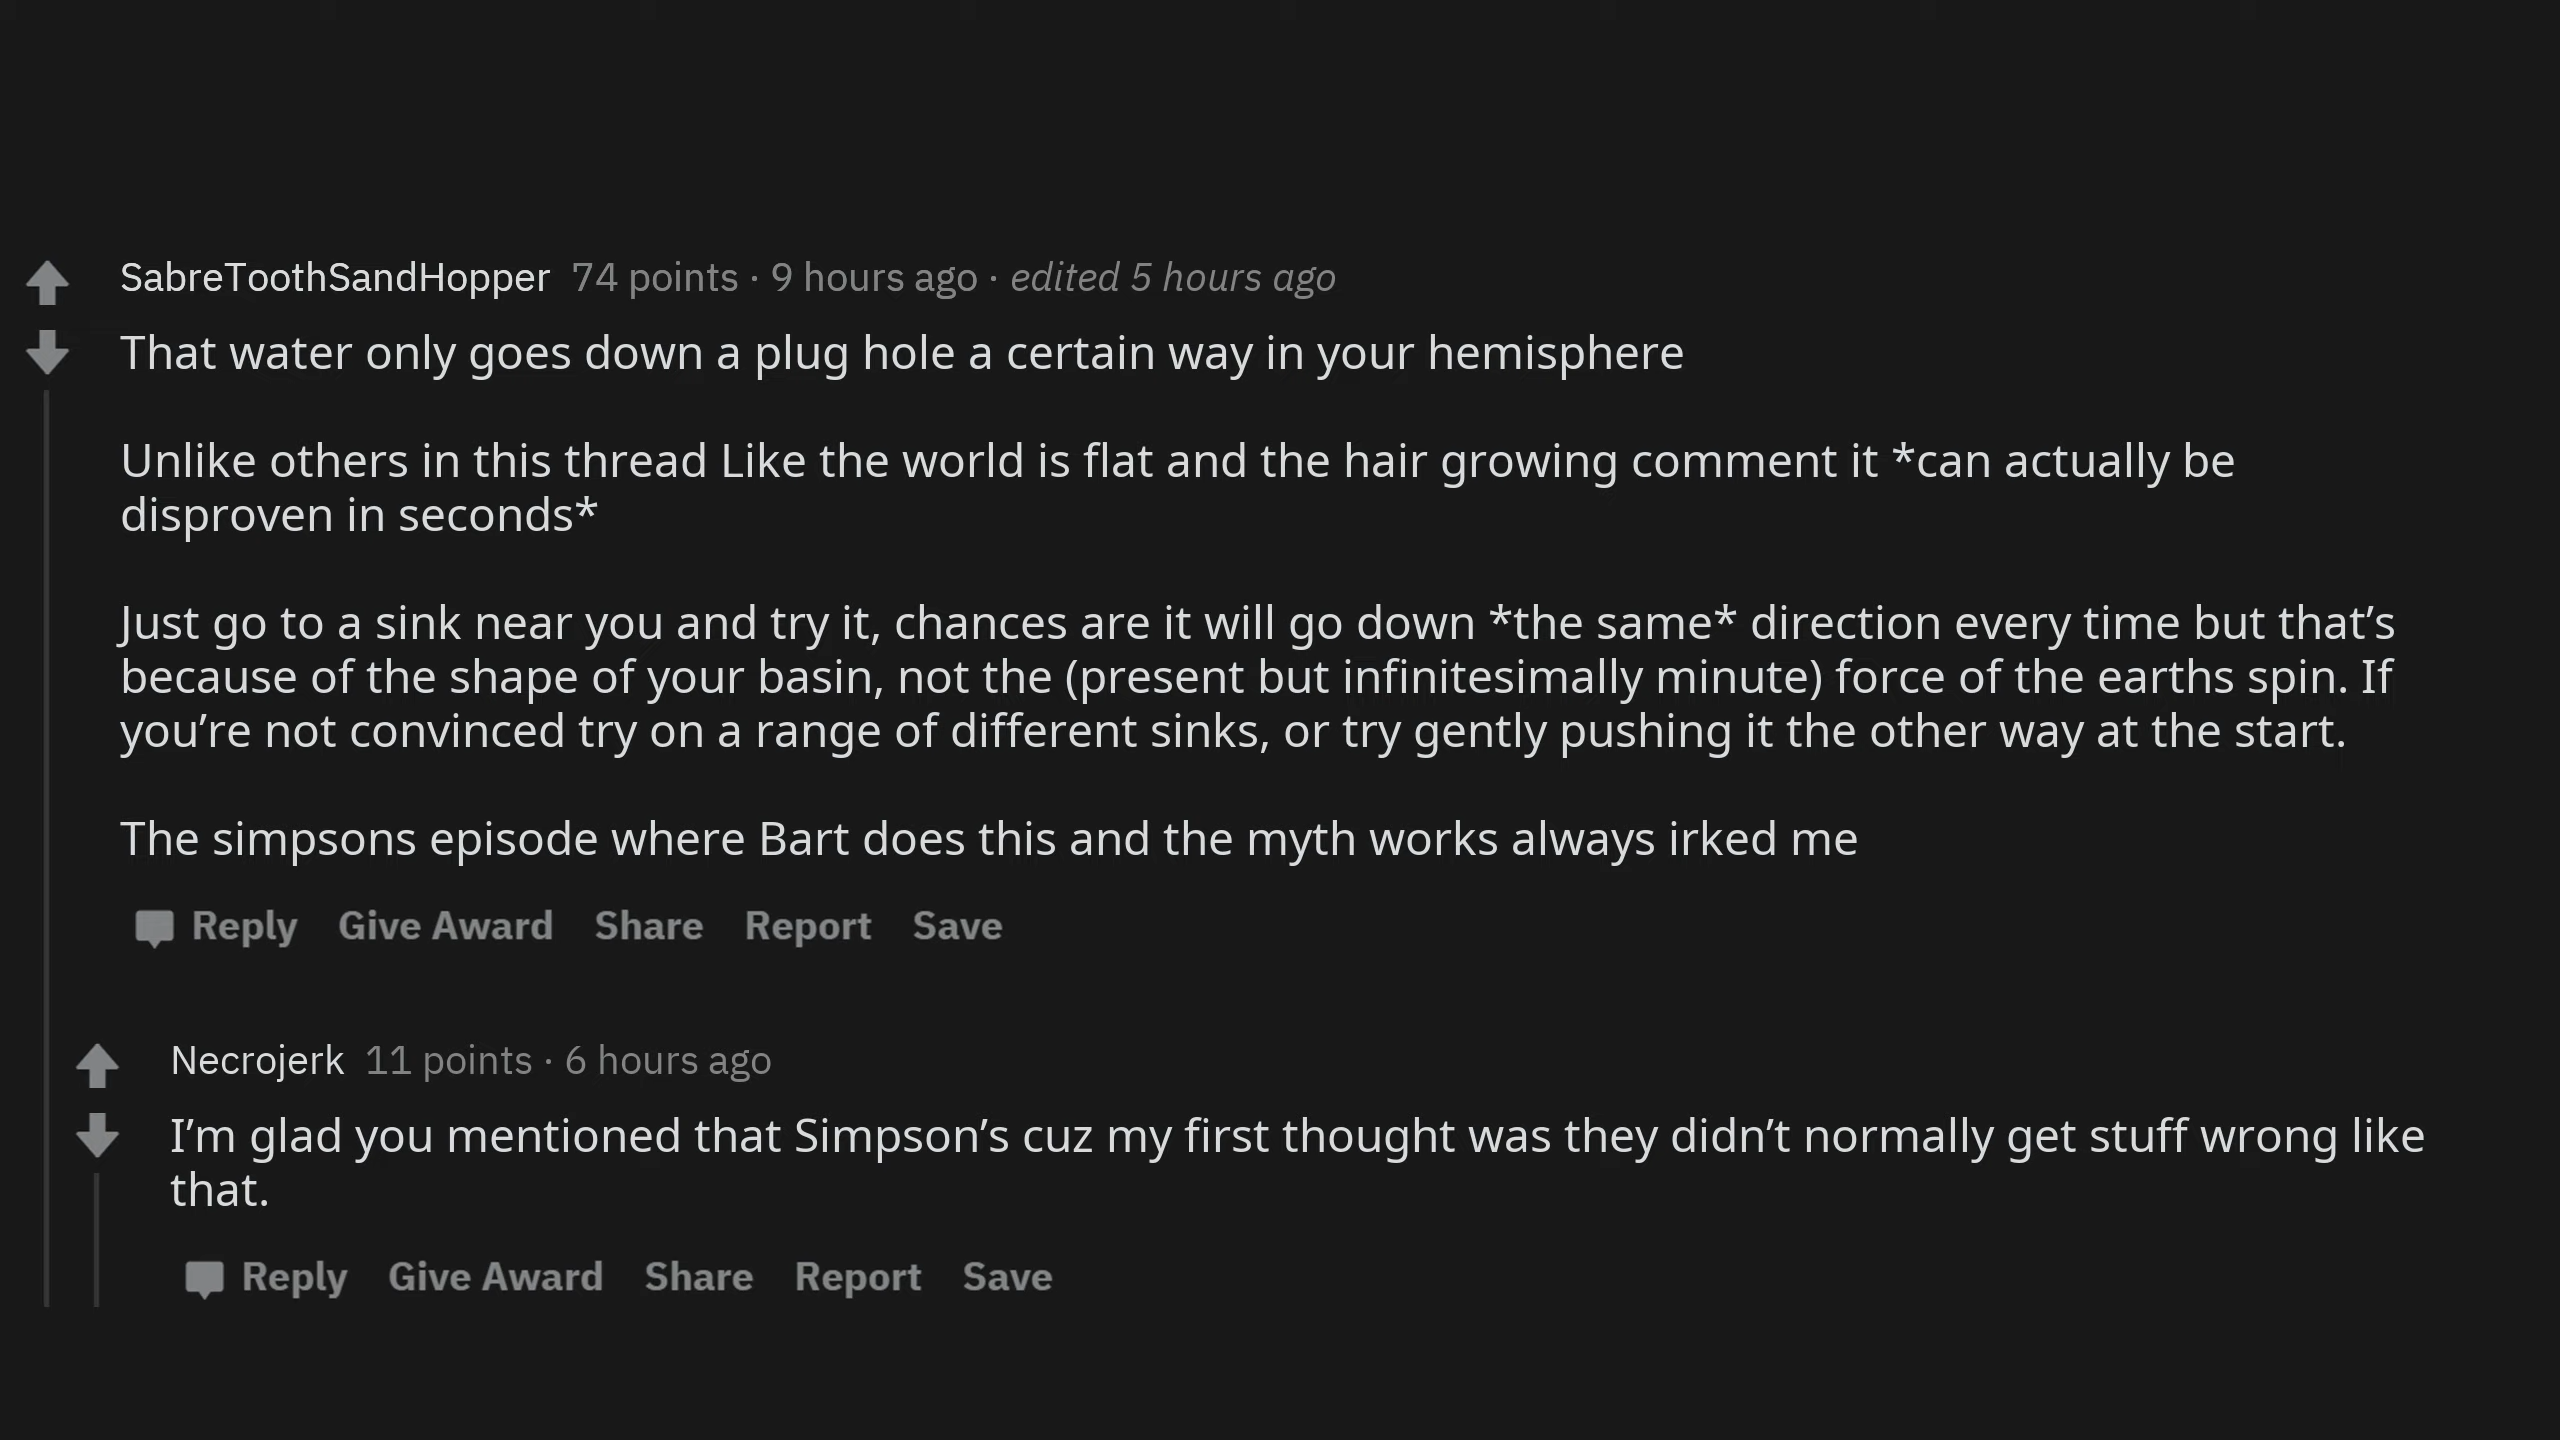 SabreToothSandHopper 74 points · 9 hours ago · edited 5 hours ago
That water only goes down a plug hole a certain way in your hemisphere
Unlike others in this thread Like the world is flat and the hair growing comment it *can actually be
disproven in seconds*
Just go to a sink near you and try it, chances are it will go down *the same* direction every time but that’s
because of the shape of your basin, not the (present but infinitesimally minute) force of the earths spin. If
you’re not convinced try on a range of different sinks, or try gently pushing it the other way at the start.
The simpsons episode where Bart does this and the myth works always irked me
Reply Give Award Share Report Save
Necrojerk 11 points · 6 hours ago
I’m glad you mentioned that Simpson’s cuz my first thought was they didn’t normally get stuff wrong like
that.
Reply Give Award Share Report Save